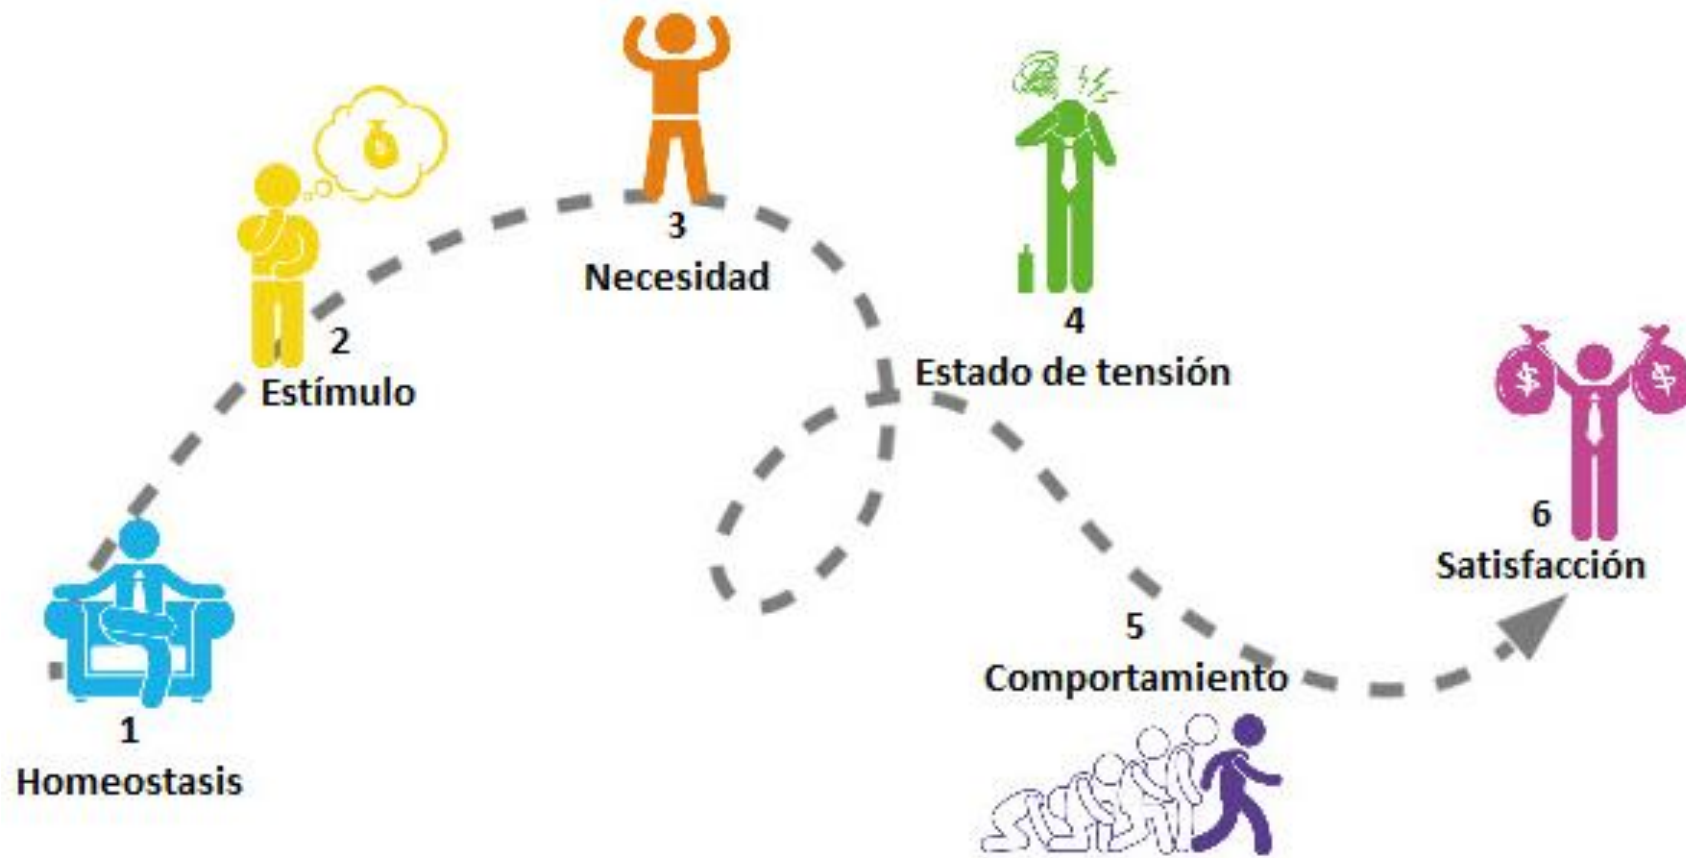 1
Homeostasis
2
Estímulo
3
Necesidad
4
Estado de tensión
5
Comportamiento
6
Satisfacción
$
$
$